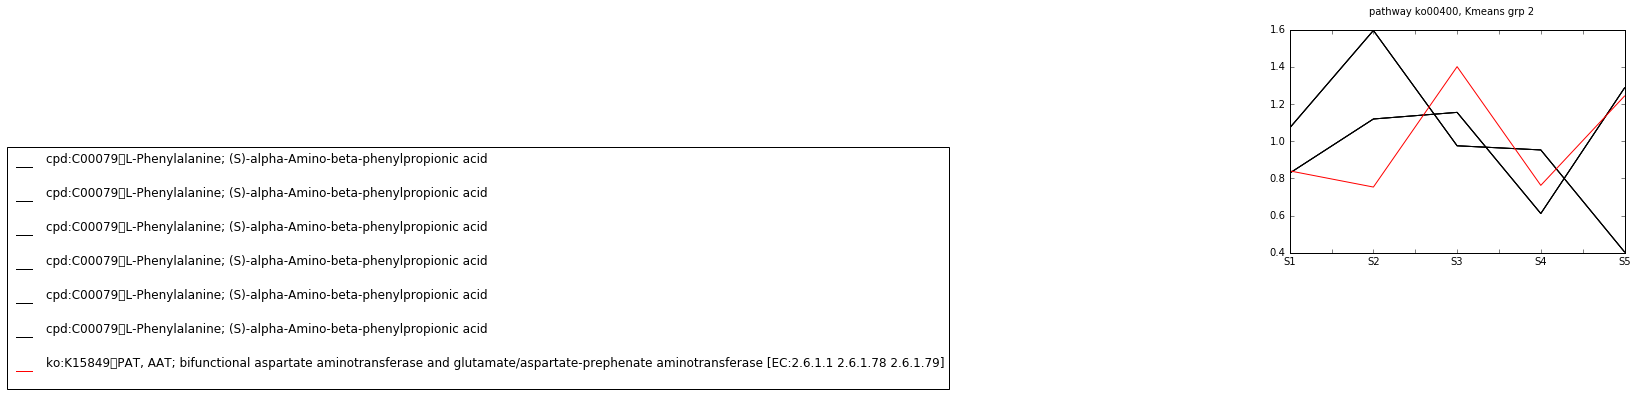 pathway ko00400, Kmeans grp 2
1.6
1.4
1.2
1.0
0.8
0.6
0.4
S1 S2 S3 S4 S5
cpd:C00079 L-Phenylalanine; (S)-alpha-Amino-beta-phenylpropionic acid
cpd:C00079 L-Phenylalanine; (S)-alpha-Amino-beta-phenylpropionic acid
cpd:C00079 L-Phenylalanine; (S)-alpha-Amino-beta-phenylpropionic acid
cpd:C00079 L-Phenylalanine; (S)-alpha-Amino-beta-phenylpropionic acid
cpd:C00079 L-Phenylalanine; (S)-alpha-Amino-beta-phenylpropionic acid
cpd:C00079 L-Phenylalanine; (S)-alpha-Amino-beta-phenylpropionic acid
ko:K15849 PAT, AAT; bifunctional aspartate aminotransferase and glutamate/aspartate-prephenate aminotransferase [EC:2.6.1.1 2.6.1.78 2.6.1.79]